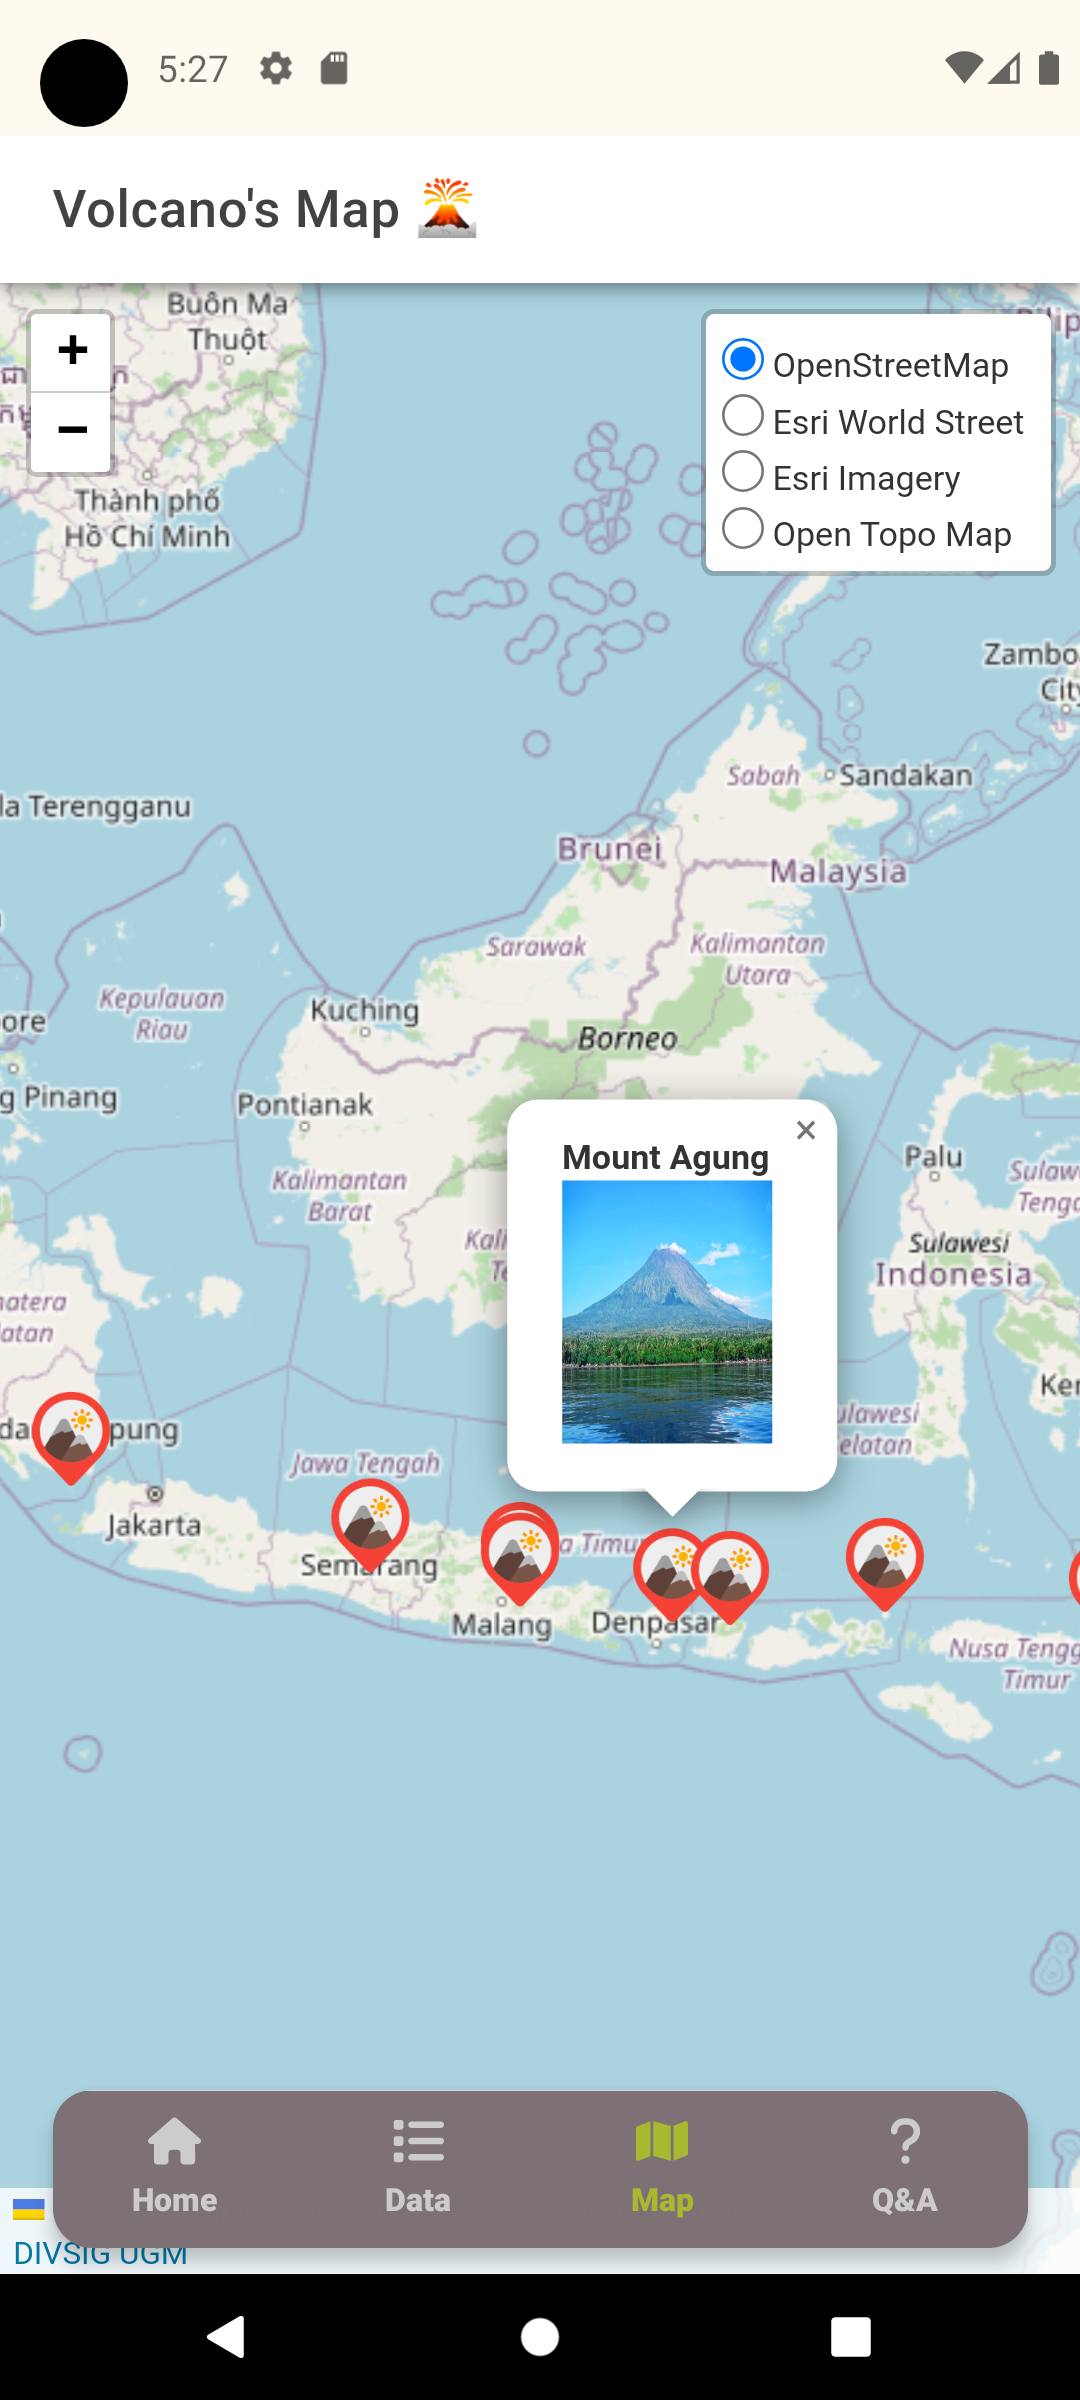 5:27
Volcano's Map
Buôn Ma
Thuột
+
−
OpenStreetMap
Esri World Street
Esri Imagery
Open Topo Map
Thành phố
Hồ Chí Minh
Zambo
City
Sabah
Sandakan
la Terengganu
Brunei
Malaysia
Sarawak
Kalimantan
Utara
Kepulauan
Riau
Kuching
ore
Borneo
g Pinang
Pontianak
Mount Agung
Palu
Kalimantan
Barat
Sulaw
Tenga
Kali
Te
Sulawesi
Indonesia
natera
latan
Ker
ulawesi
elatan
da
pung
Jawa Tengah
Jakarta
a Timu
Semarang
Malang
Denpasar
Nusa Tengg
Timur
Home
Data
Map
Q&A
DIVSIG UGM